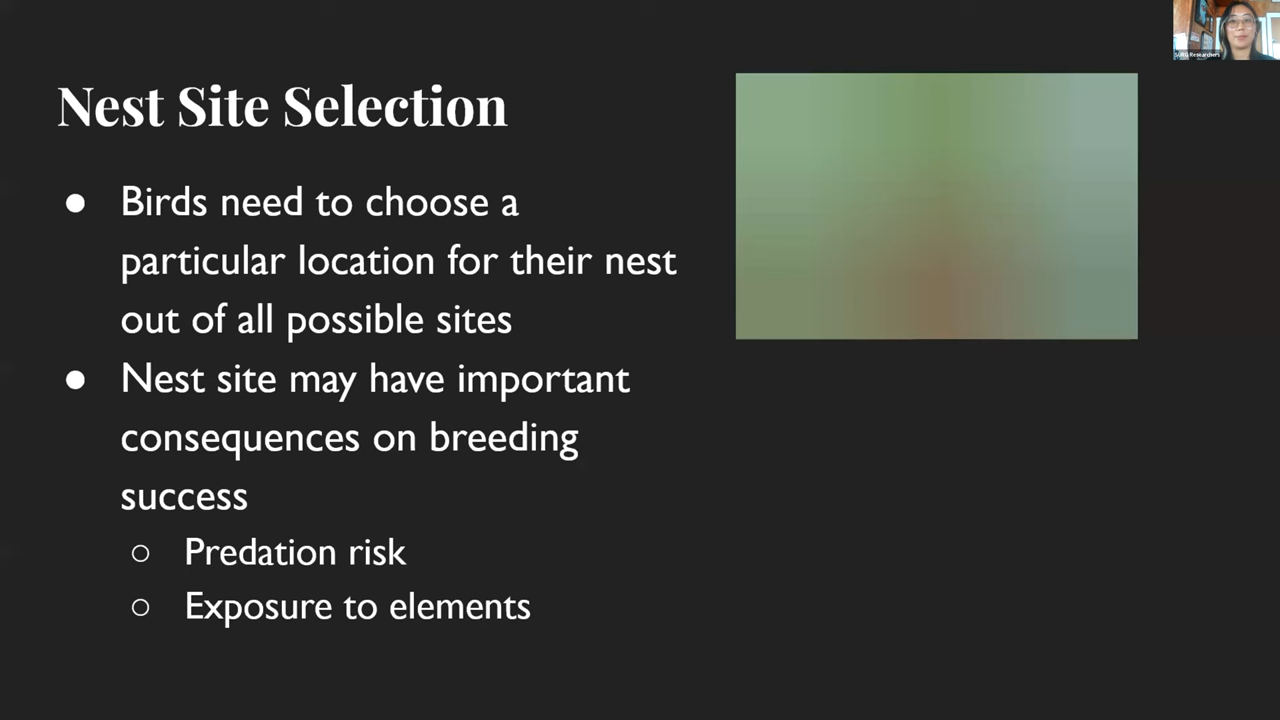 Nest Site Selection
● Birds need to choose a
particular location for their nest
out of all possible sites
● Nest site may have important
consequences on breeding
success
○ Predation risk
○ Exposure to elements
Researchers